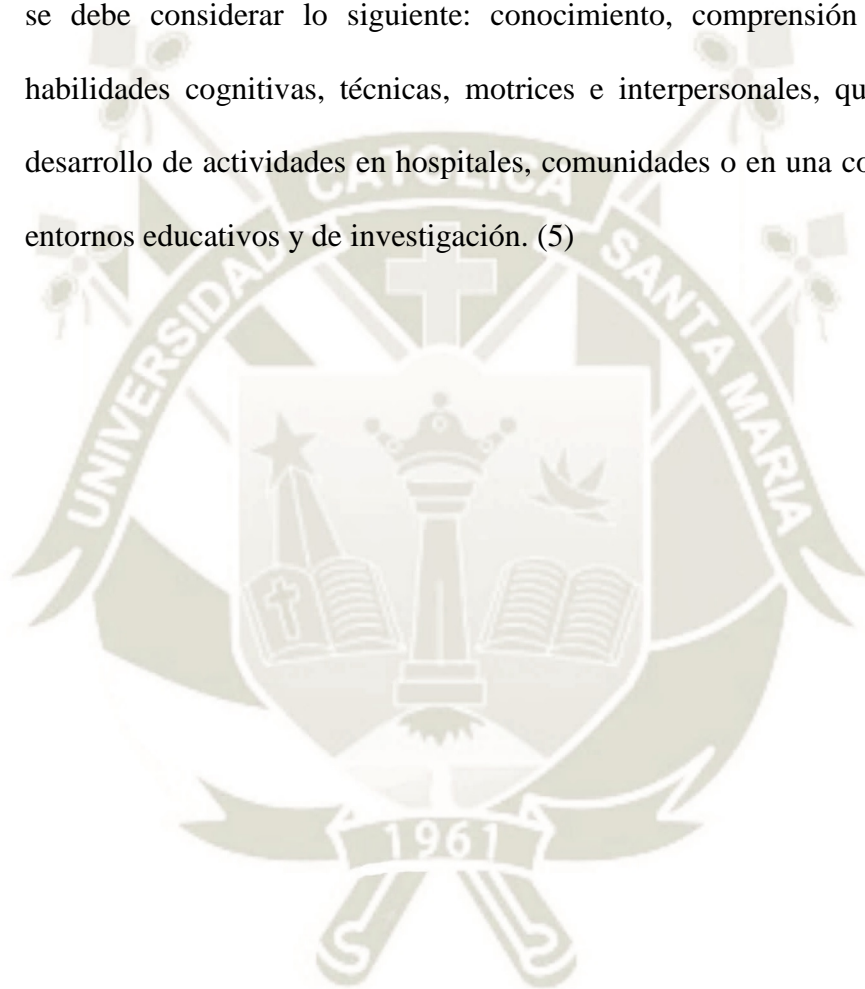 se debe considerar lo siguiente: conocimiento, comprensión
habilidades cognitivas, técnicas, motrices e interpersonales,
desarrollo de actividades en hospitales, comunidades o en una
entornos educativos y de investigación. (5)
UNIVERSIDAD CATOLICA SANTA MARIA
1961